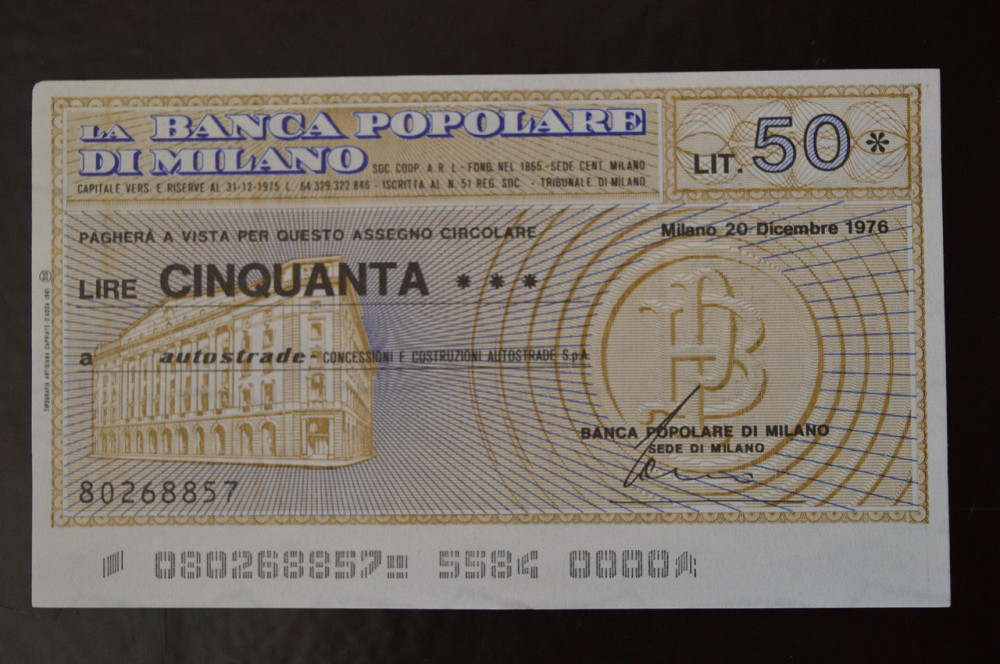 LA BANCA POPOLARE
DI MILANO SOC. COOP. A. R. L. - FOND. NEL 1865 - SEDE CENT. MILANO
CAPITALE VERS. E RISERVE AL 31-12-1975 L. 64.329.322.846 - ISCRITTA AL N. 51 REG. SOC. - TRIBUNALE DI MILANO
LIT. 50 *
PAGHERÀ A VISTA PER QUESTO ASSEGNO CIRCOLARE
Milano 20 Dicembre 1976
LIRE CINQUANTA * * *
a autostrade - CONCESSIONI E COSTRUZIONI AUTOSTRADE S.p.A.
BANCA POPOLARE DI MILANO
SEDE DI MILANO
80268857
080268857 5584 0000